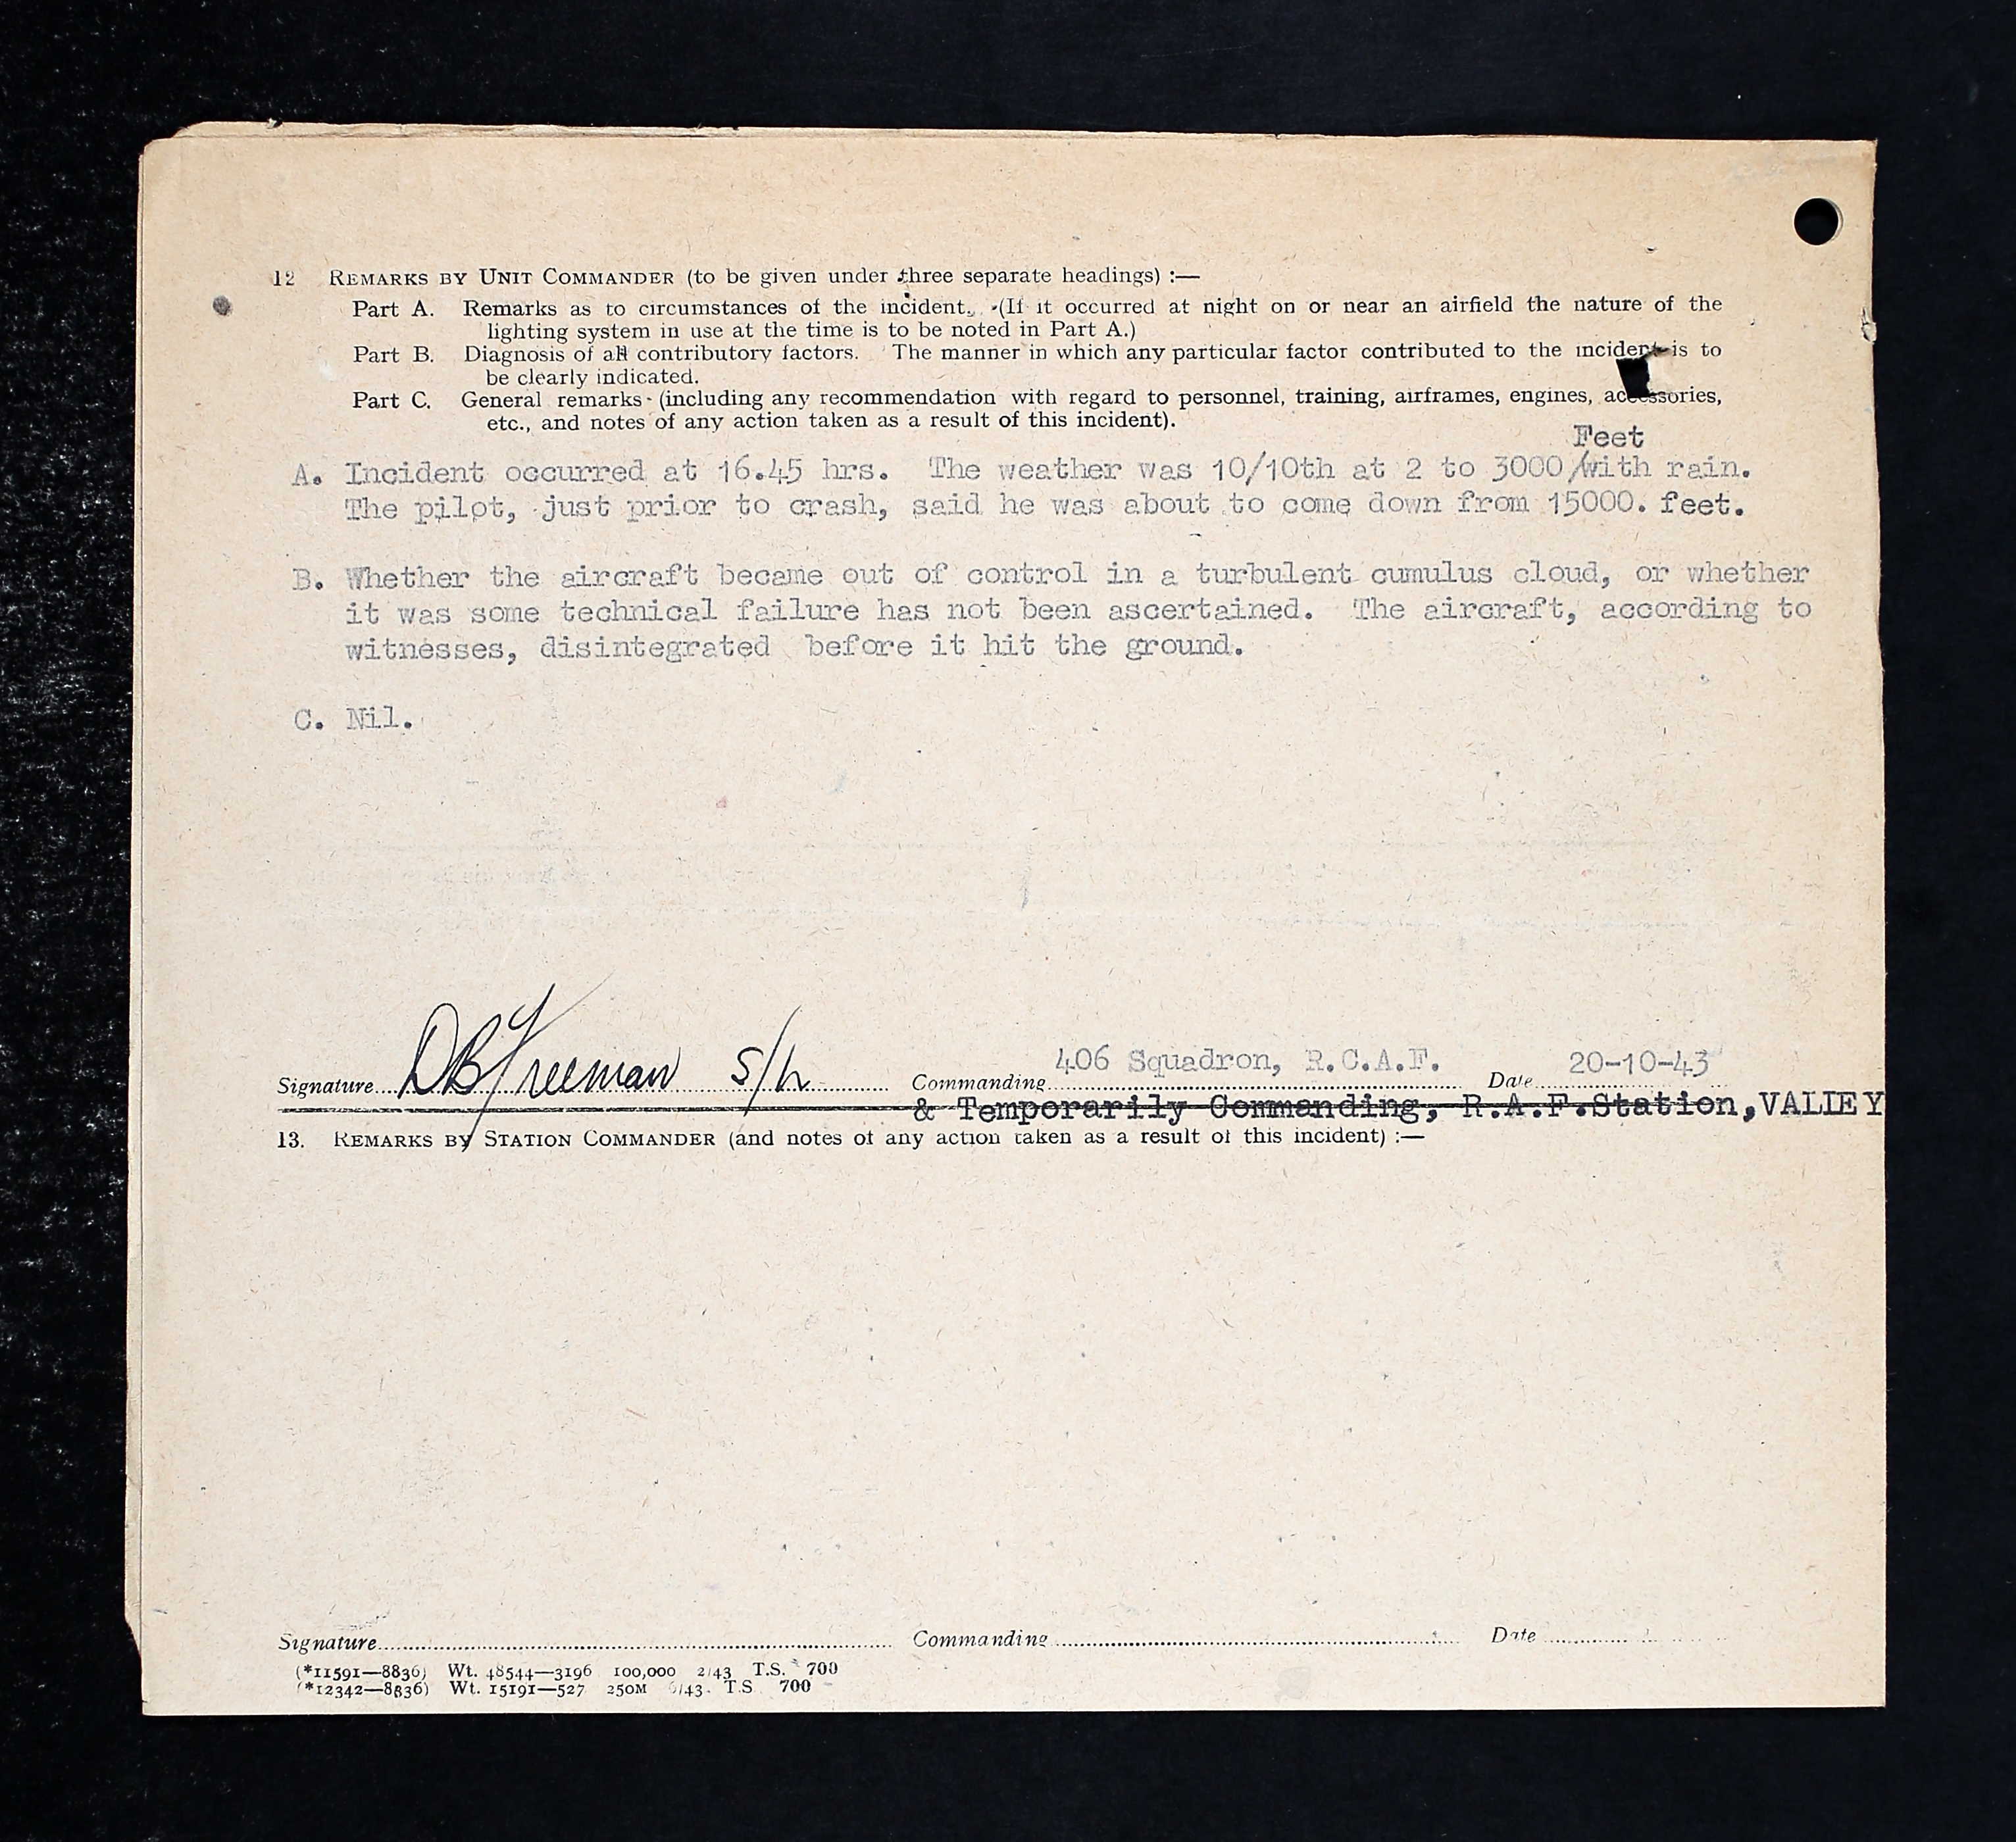 12 REMARKS BY UNIT COMMANDER (to be given under three separate headings) :—
Part A. Remarks as to circumstances of the incident. (If it occurred at night on or near an airfield the nature of the
lighting system in use at the time is to be noted in Part A.)
Part B. Diagnosis of all contributory factors. The manner in which any particular factor contributed to the incident is to
be clearly indicated.
Part C. General remarks (including any recommendation with regard to personnel, training, airframes, engines, accessories,
etc., and notes of any action taken as a result of this incident).
Feet
A. Incident occurred at 16.45 hrs. The weather was 10/10th at 2 to 3000/with rain.
The pilot, just prior to crash, said he was about to come down from 15000. feet.
B. Whether the aircraft became out of control in a turbulent cumulus cloud, or whether
it was some technical failure has not been ascertained. The aircraft, according to
witnesses, disintegrated before it hit the ground.
C. Nil.
Signature DB Freeman S/L Commanding 406 Squadron, R.C.A.F. Date 20-10-43
& Temporarily Commanding, R.A.F.Station,VALLEY
13. REMARKS BY STATION COMMANDER (and notes of any action taken as a result of this incident) :—
Signature Commanding Date
(*11591—8836) Wt. 48544—3196 100,000 2/43 T.S. 700
(*12342—8836) Wt. 15191—527 250M /43 T.S 700